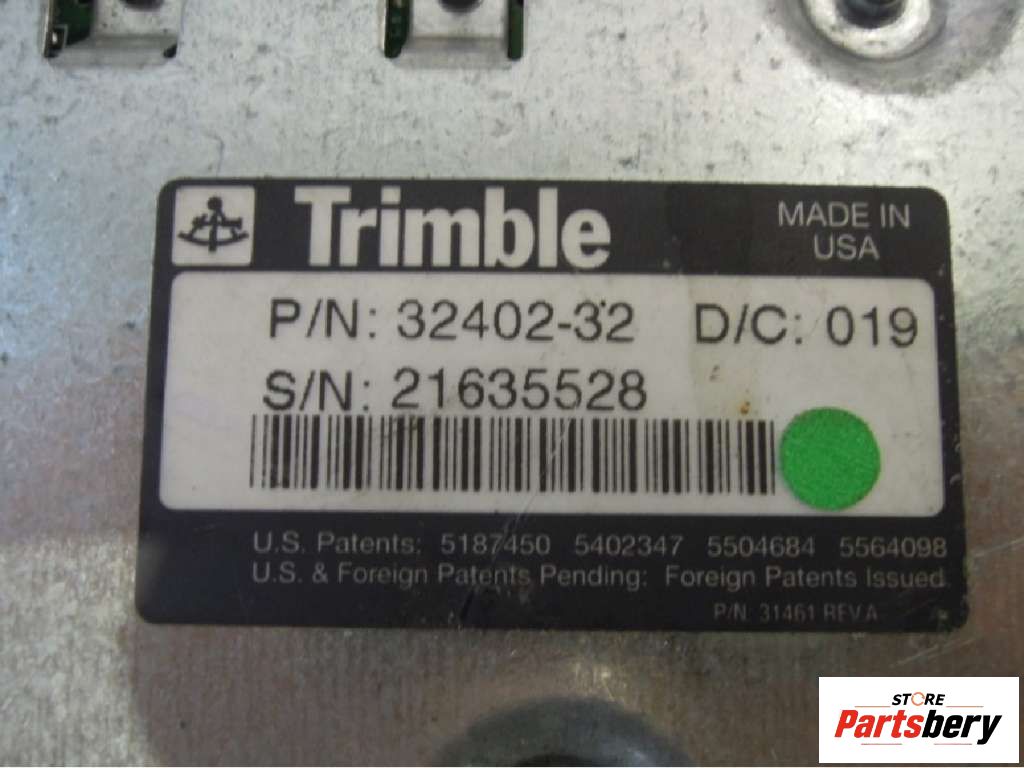 Trimble
MADE IN
USA
P/N: 32402-32 D/C: 019
S/N: 21635528
U.S. Patents: 5187450 5402347 5504684 5564098
U.S. & Foreign Patents Pending: Foreign Patents Issued
P/N: 31461 REV.A
STORE
Partsbery